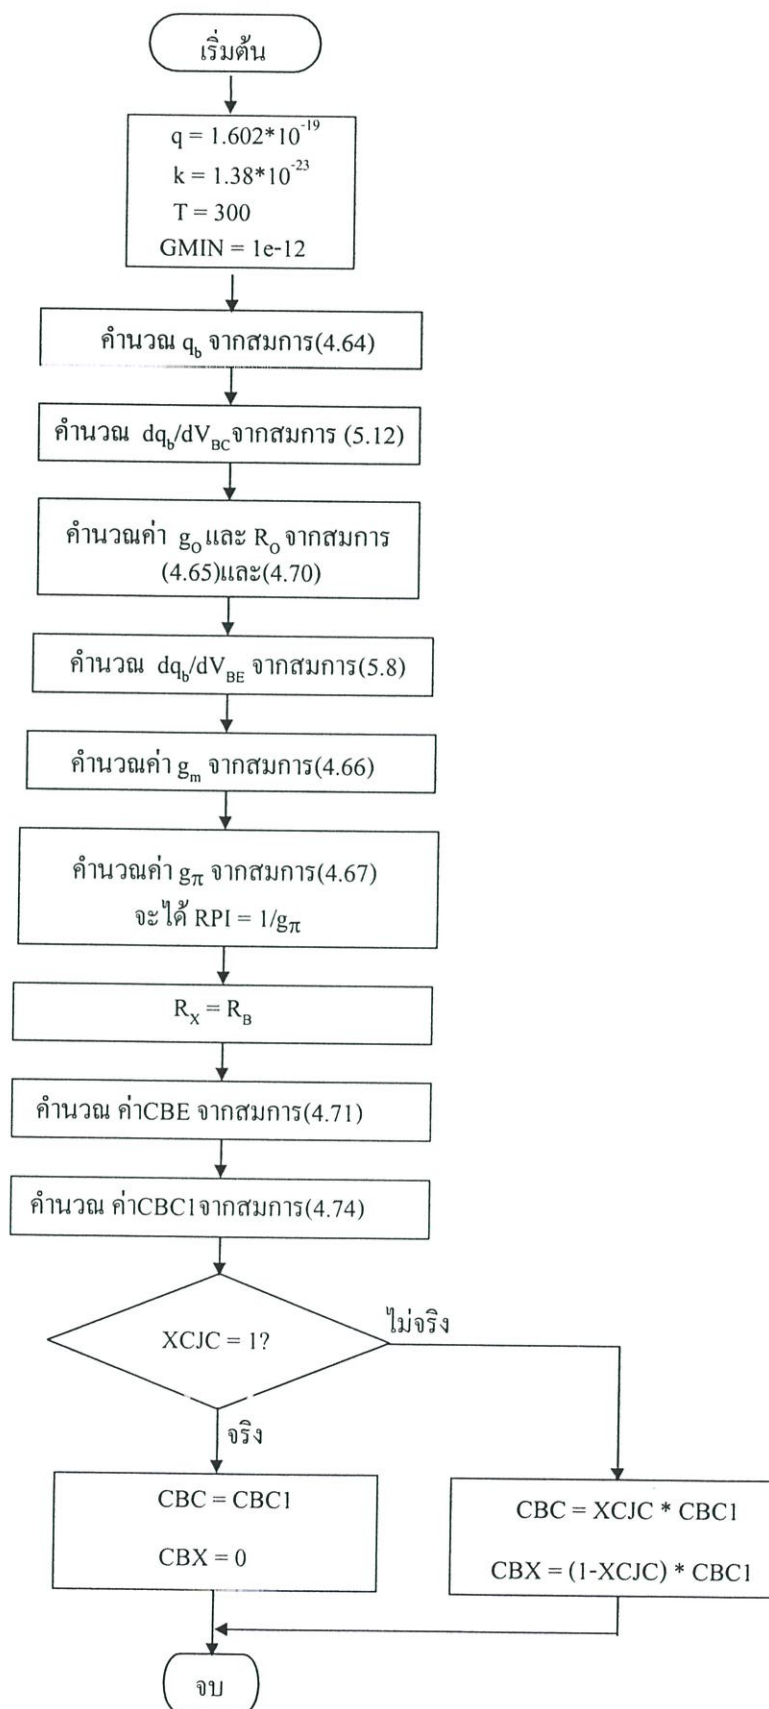 เริ่มต้น
q = 1.602*10⁻¹⁹
k = 1.38*10⁻²³
T = 300
GMIN = 1e-12
คำนวณ q_b จากสมการ(4.64)
คำนวณ dq_b/dV_BC จากสมการ (5.12)
คำนวณค่า g_O และ R_O จากสมการ
(4.65)และ(4.70)
คำนวณ dq_b/dV_BE จากสมการ(5.8)
คำนวณค่า g_m จากสมการ(4.66)
คำนวณค่า g_π จากสมการ(4.67)
จะได้ RPI = 1/g_π
R_X = R_B
คำนวณ ค่าCBE จากสมการ(4.71)
คำนวณ ค่าCBC1จากสมการ(4.74)
XCJC = 1?
ไม่จริง
จริง
CBC = CBC1
CBX = 0
CBC = XCJC * CBC1
CBX = (1-XCJC) * CBC1
จบ